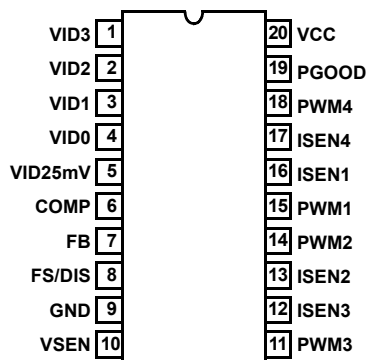 VID3 1 20 VCC
VID2 2 19 PGOOD
VID1 3 18 PWM4
VID0 4 17 ISEN4
VID25mV 5 16 ISEN1
COMP 6 15 PWM1
FB 7 14 PWM2
FS/DIS 8 13 ISEN2
GND 9 12 ISEN3
VSEN 10 11 PWM3